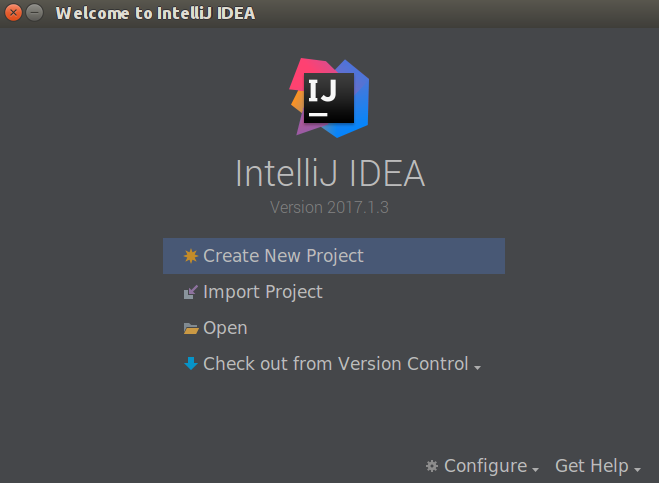 Welcome to IntelliJ IDEA
IJ
IntelliJ IDEA
Version 2017.1.3
Create New Project
Import Project
Open
Check out from Version Control
Configure Get Help